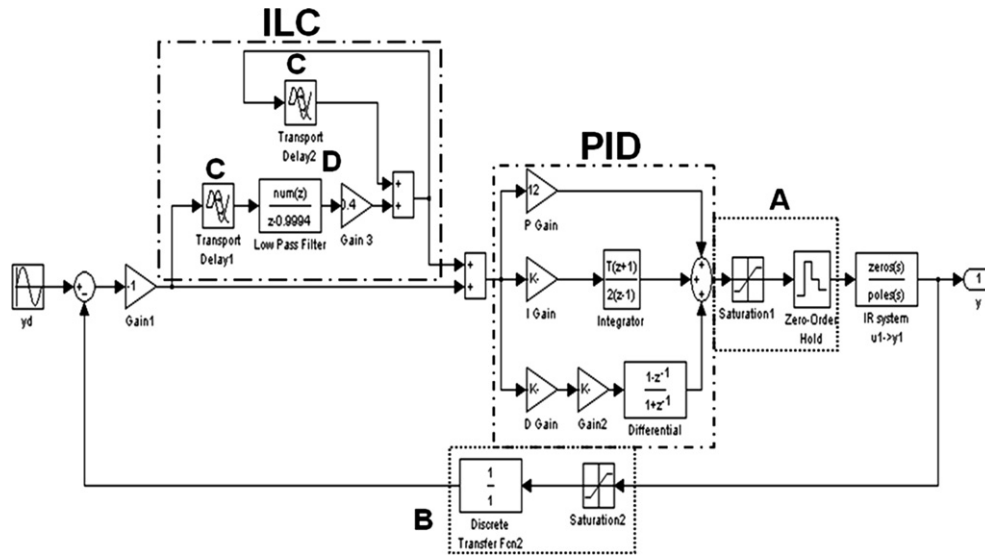 ILC
C
Transport
Delay2
C
D
num(z)
z-0.9994
0.4
Transport
Delay1
Low Pass Filter
Gain 3
+
+
PID
12
P Gain
A
yd
-
-1
Gain1
+
+
K-
I Gain
T(z+1)
2(z-1)
Integrator
+
+
+
Saturation1
Zero-Order
Hold
zeros(s)
poles(s)
IR system
u1->y1
1
y
K-
D Gain
K-
Gain2
1-z-1
1+z-1
Differential
B
1
1
Discrete
Transfer Fcn2
Saturation2